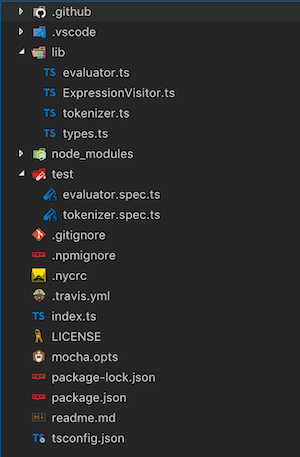 .github
.vscode
lib
TS evaluator.ts
TS ExpressionVisitor.ts
TS tokenizer.ts
TS types.ts
node_modules
test
evaluator.spec.ts
tokenizer.spec.ts
.gitignore
.npmignore
.nycrc
.travis.yml
TS index.ts
LICENSE
mocha.opts
package-lock.json
package.json
readme.md
TS tsconfig.json